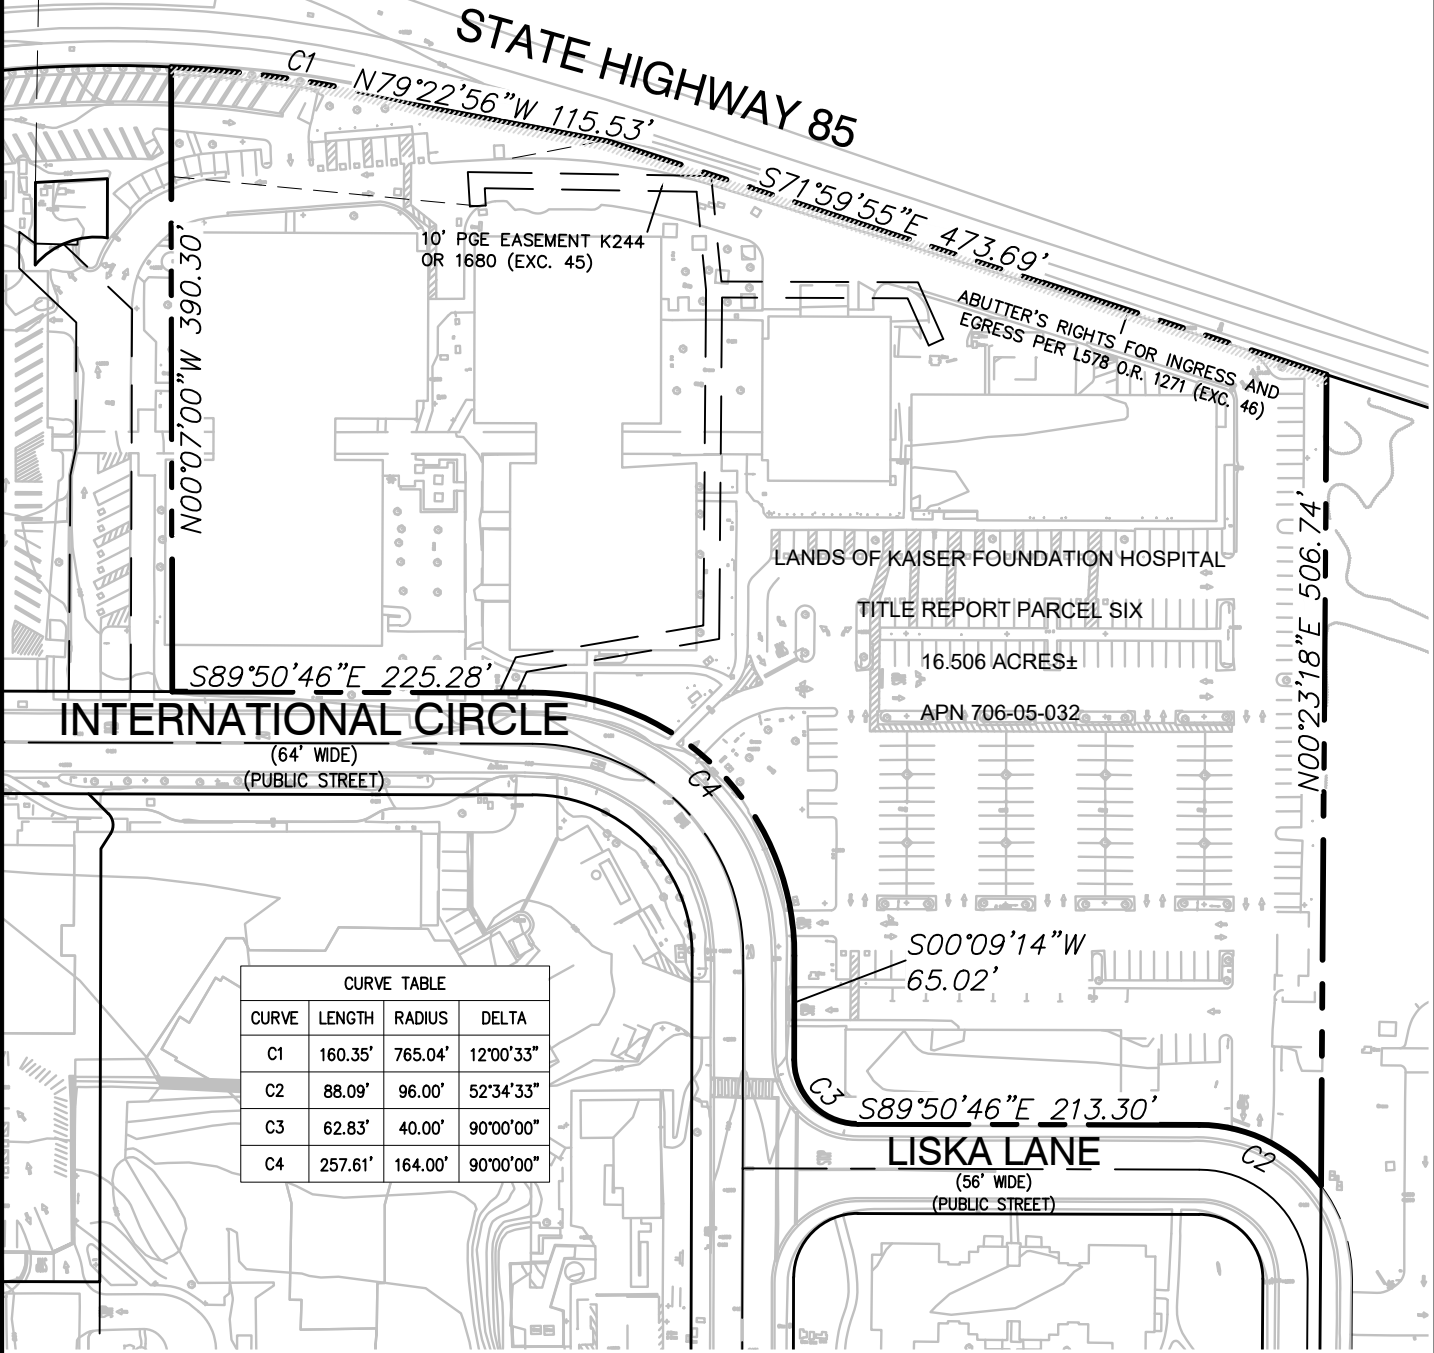 STATE HIGHWAY 85
C1
N79°22'56"W 115.53'
S71°59'55"E 473.69'
10' PGE EASEMENT K244
OR 1680 (EXC. 45)
ABUTTER'S RIGHTS FOR INGRESS AND
EGRESS PER L578 O.R. 1271 (EXC. 46)
N00°07'00"W 390.30'
LANDS OF KAISER FOUNDATION HOSPITAL
TITLE REPORT PARCEL SIX
16.506 ACRES±
APN 706-05-032
N00°23'18"E 506.74'
S89°50'46"E 225.28'
INTERNATIONAL CIRCLE
(64' WIDE)
(PUBLIC STREET)
C4
S00°09'14"W
65.02'
CURVE TABLE
CURVE LENGTH RADIUS DELTA
C1 160.35' 765.04' 12°00'33"
C2 88.09' 96.00' 52°34'33"
C3 62.83' 40.00' 90°00'00"
C4 257.61' 164.00' 90°00'00"
C3
S89°50'46"E 213.30'
LISKA LANE
(56' WIDE)
(PUBLIC STREET)
C2